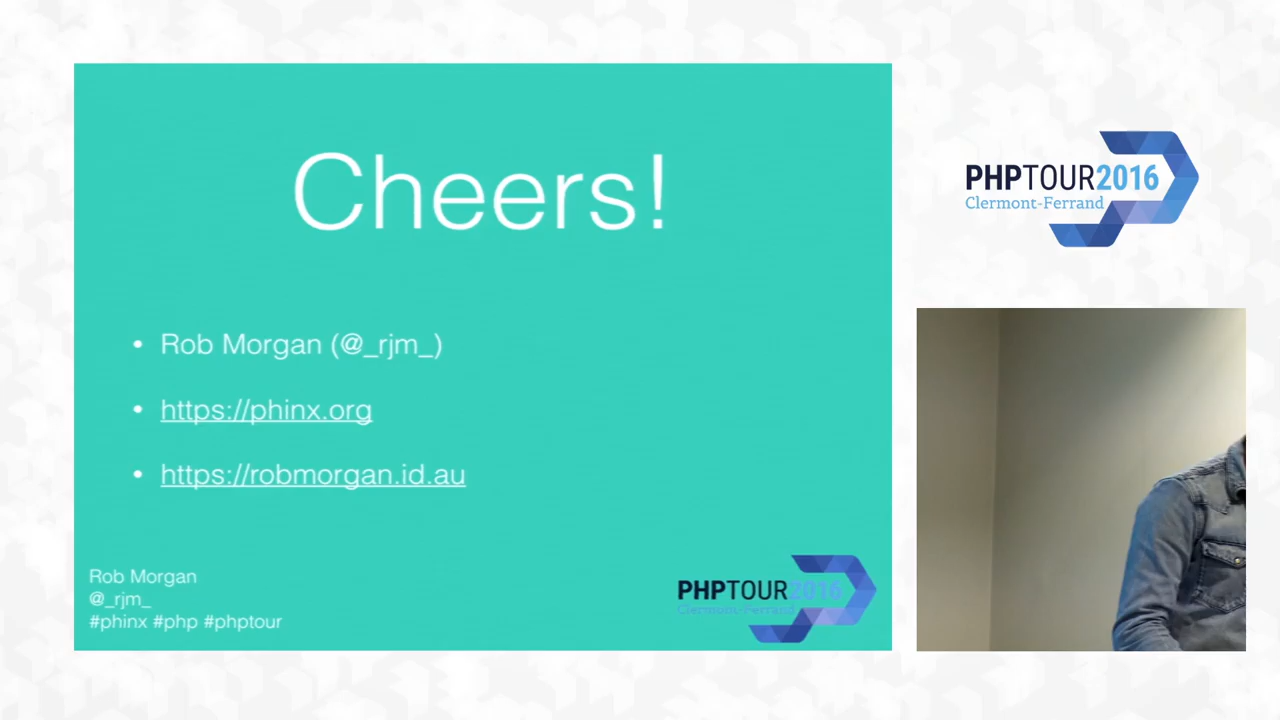 Cheers!
• Rob Morgan (@_rjm_)
• https://phinx.org
• https://robmorgan.id.au
Rob Morgan
@_rjm_
#phinx #php #phptour
PHPTOUR2016
Clermont-Ferrand
PHPTOUR2016
Clermont-Ferrand